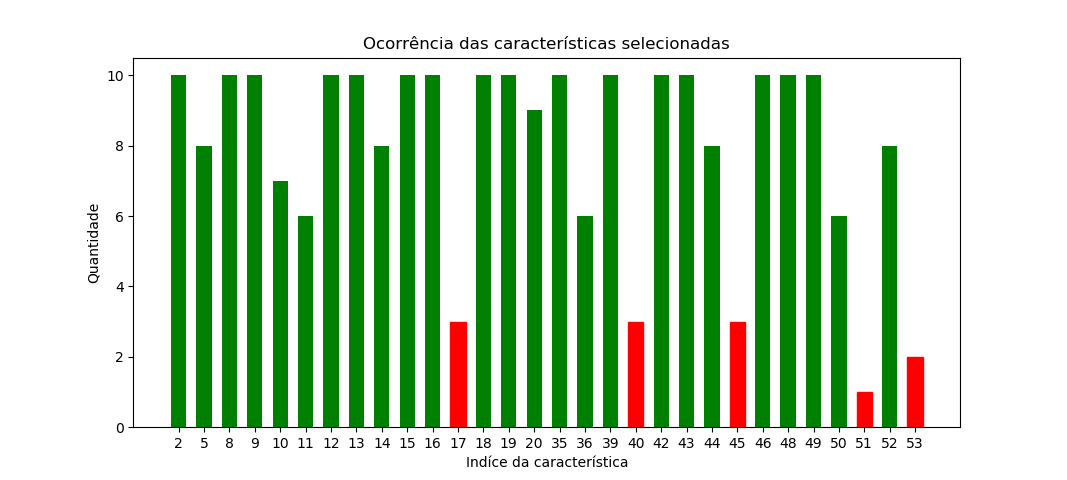 Ocorrência das características selecionadas
10
8
6
4
2
0
Quantidade
2 5 8 9 10 11 12 13 14 15 16 17 18 19 20 35 36 39 40 42 43 44 45 46 48 49 50 51 52 53
Indíce da característica